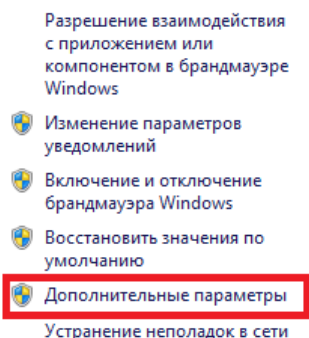 Разрешение взаимодействия
с приложением или
компонентом в брандмауэре
Windows
Изменение параметров
уведомлений
Включение и отключение
брандмауэра Windows
Восстановить значения по
умолчанию
Дополнительные параметры
Устранение неполадок в сети